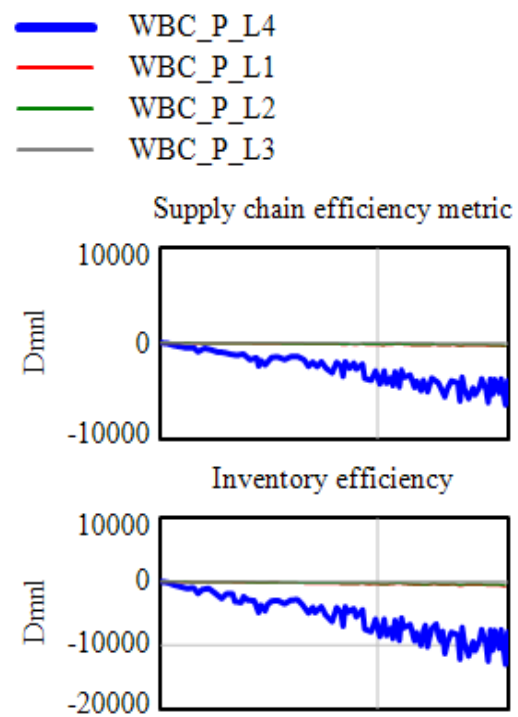 WBC_P_L4
WBC_P_L1
WBC_P_L2
WBC_P_L3
Supply chain efficiency metric
10000
0
-10000
Dmnl
Inventory efficiency
10000
0
-10000
-20000
Dmnl